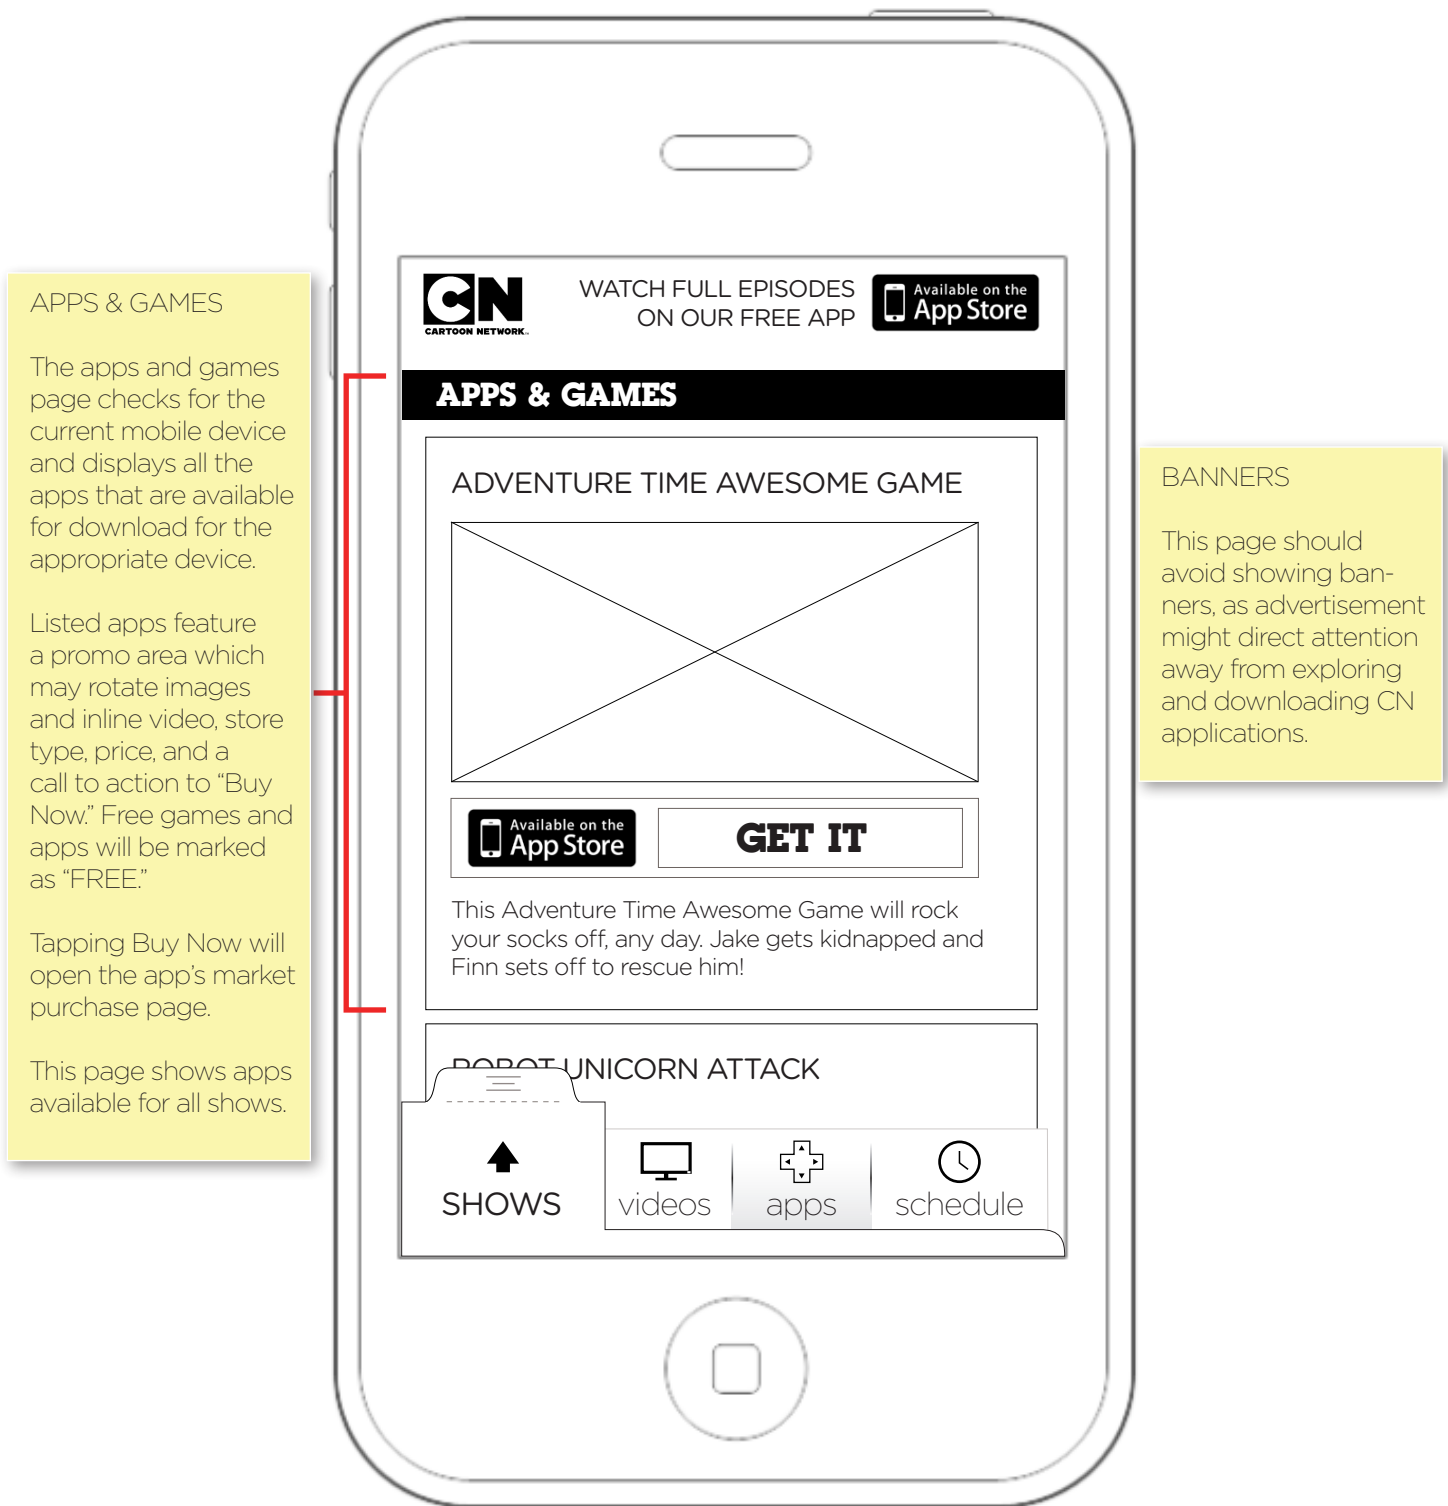 APPS & GAMES
The apps and games
page checks for the
current mobile device
and displays all the
apps that are available
for download for the
appropriate device.
Listed apps feature
a promo area which
may rotate images
and inline video, store
type, price, and a
call to action to “Buy
Now.” Free games and
apps will be marked
as “FREE.”
Tapping Buy Now will
open the app’s market
purchase page.
This page shows apps
available for all shows.
CN
CARTOON NETWORK™
WATCH FULL EPISODES
ON OUR FREE APP
Available on the
App Store
APPS & GAMES
ADVENTURE TIME AWESOME GAME
Available on the
App Store
GET IT
This Adventure Time Awesome Game will rock
your socks off, any day. Jake gets kidnapped and
Finn sets off to rescue him!
ROBOT UNICORN ATTACK
SHOWS
videos
apps
schedule
BANNERS
This page should
avoid showing ban-
ners, as advertisement
might direct attention
away from exploring
and downloading CN
applications.